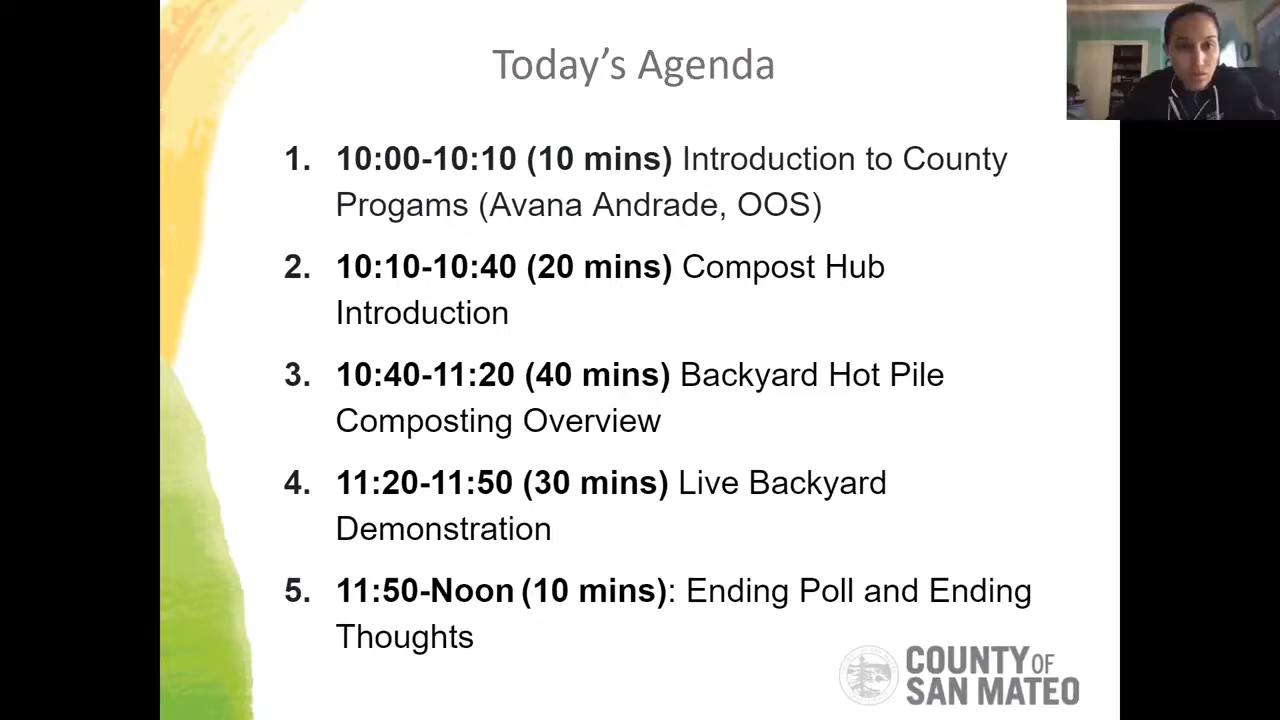 Today's Agenda
1. 10:00-10:10 (10 mins) Introduction to County
Progams (Avana Andrade, OOS)
2. 10:10-10:40 (20 mins) Compost Hub
Introduction
3. 10:40-11:20 (40 mins) Backyard Hot Pile
Composting Overview
4. 11:20-11:50 (30 mins) Live Backyard
Demonstration
5. 11:50-Noon (10 mins): Ending Poll and Ending
Thoughts
COUNTY OF
SAN MATEO